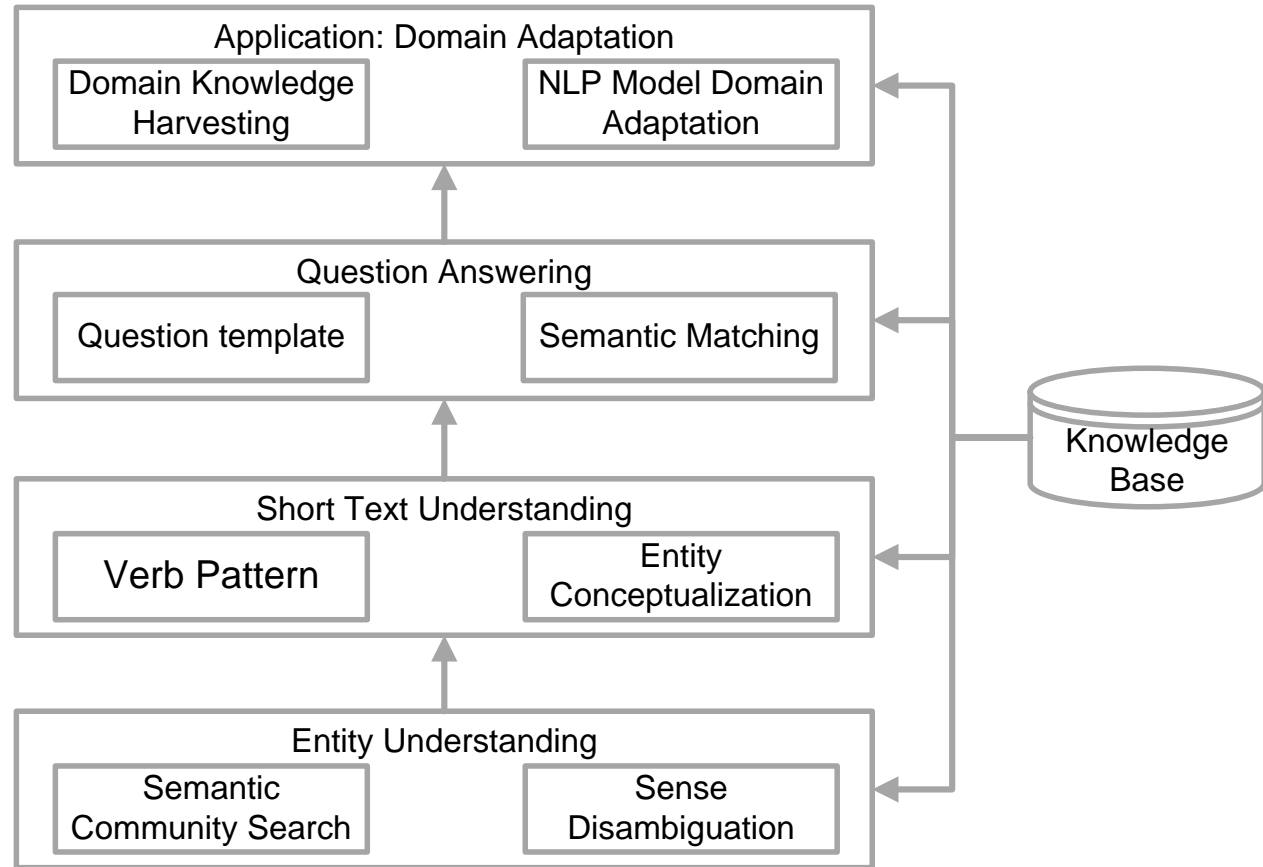 Application: Domain Adaptation
Domain Knowledge
Harvesting
NLP Model Domain
Adaptation
Question Answering
Question template
Semantic Matching
Knowledge
Base
Short Text Understanding
Verb Pattern
Entity
Conceptualization
Entity Understanding
Semantic
Community Search
Sense
Disambiguation